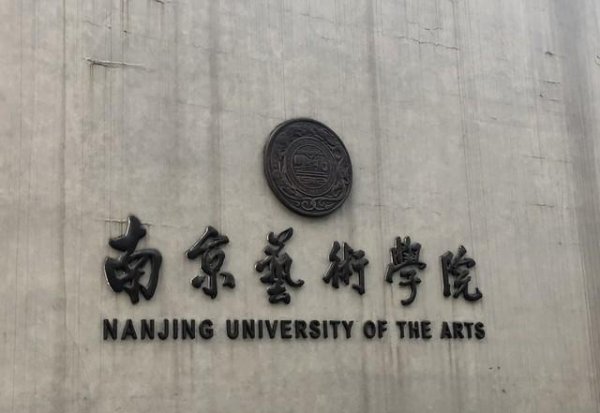 南京藝術學院
NANJING UNIVERSITY OF THE ARTS